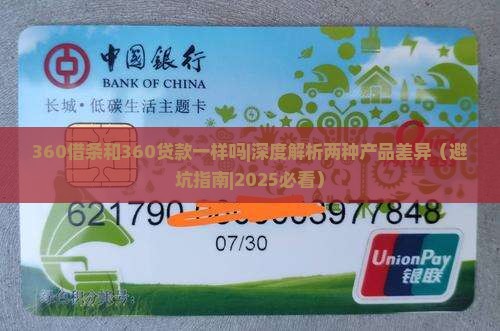 中国银行
BANK OF CHINA
长城·低碳生活主题卡
360借条和360贷款一样吗|深度解析两种产品差异（避
坑指南|2025必看）
621790
3977848
07/30
UnionPay
银联